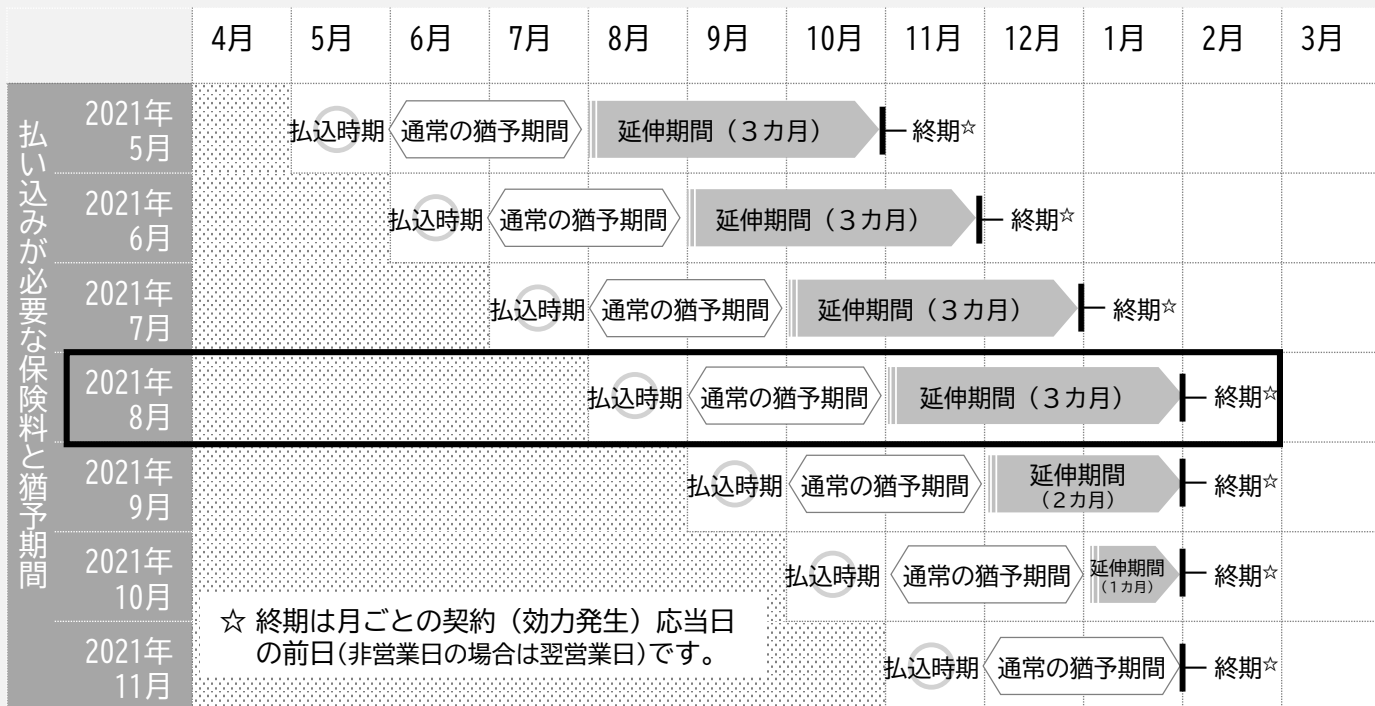 4月 5月 6月 7月 8月 9月 10月 11月 12月 1月 2月 3月
払い込みが必要な保険料と猶予期間
2021年
5月
払込時期 通常の猶予期間 延伸期間（３カ月） 終期☆
2021年
6月
払込時期 通常の猶予期間 延伸期間（３カ月） 終期☆
2021年
7月
払込時期 通常の猶予期間 延伸期間（３カ月） 終期☆
2021年
8月
払込時期 通常の猶予期間 延伸期間（３カ月） 終期☆
2021年
9月
払込時期 通常の猶予期間 延伸期間 終期☆
（２カ月）
2021年
10月
払込時期 通常の猶予期間 延伸期間 終期☆
（1カ月）
2021年
11月
払込時期 通常の猶予期間 終期☆
☆ 終期は月ごとの契約（効力発生）応当日
の前日(非営業日の場合は翌営業日)です。